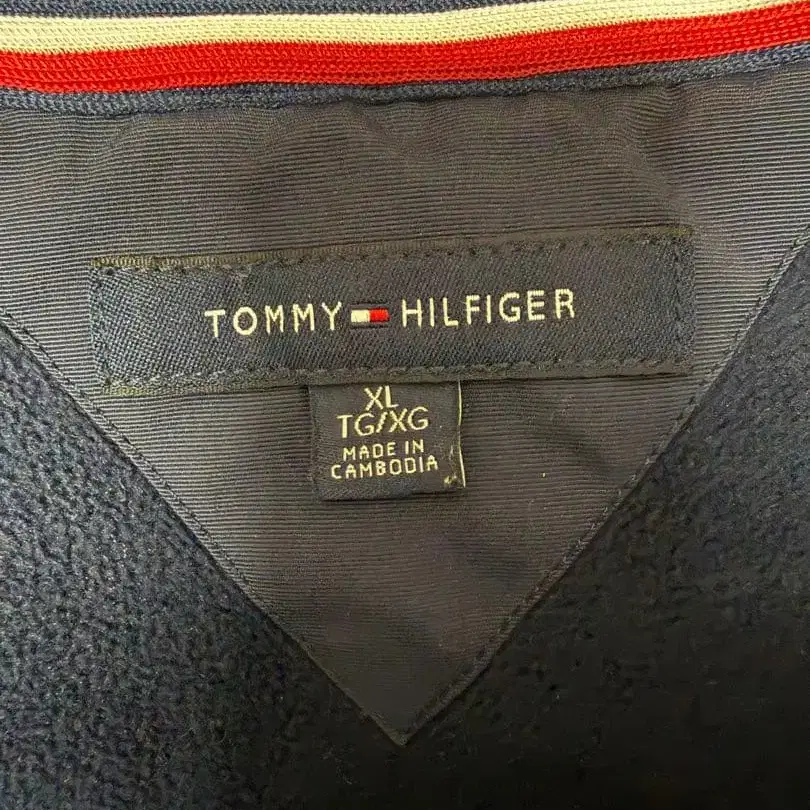 TOMMY HILFIGER
XL
TG/XG
MADE IN
CAMBODIA